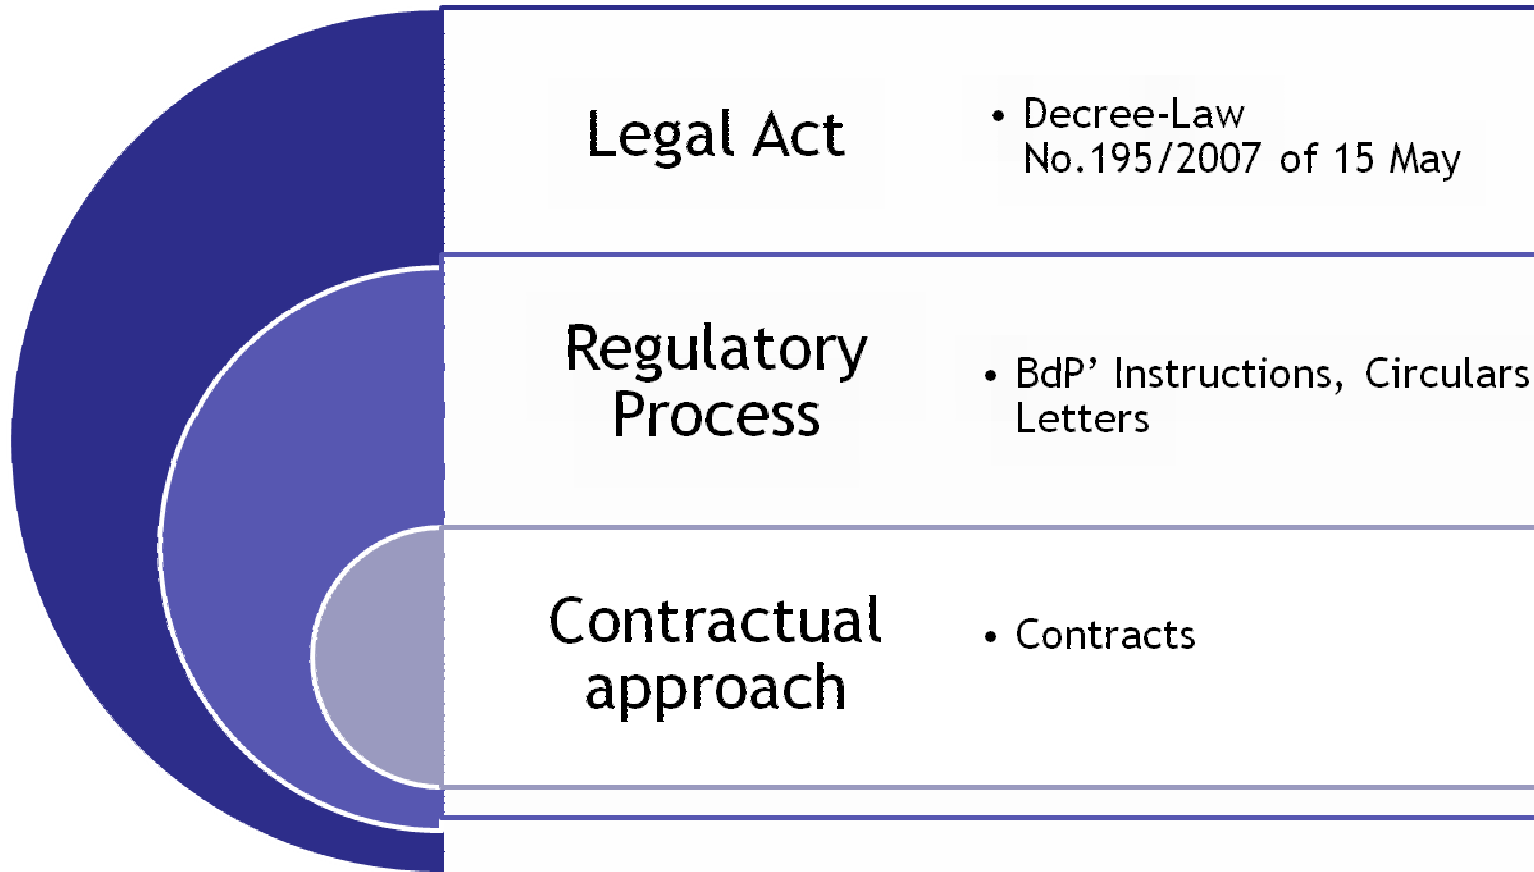 Legal Act
• Decree-Law
No.195/2007 of 15 May
Regulatory
Process
• BdP’ Instructions, Circulars
Letters
Contractual
approach
• Contracts